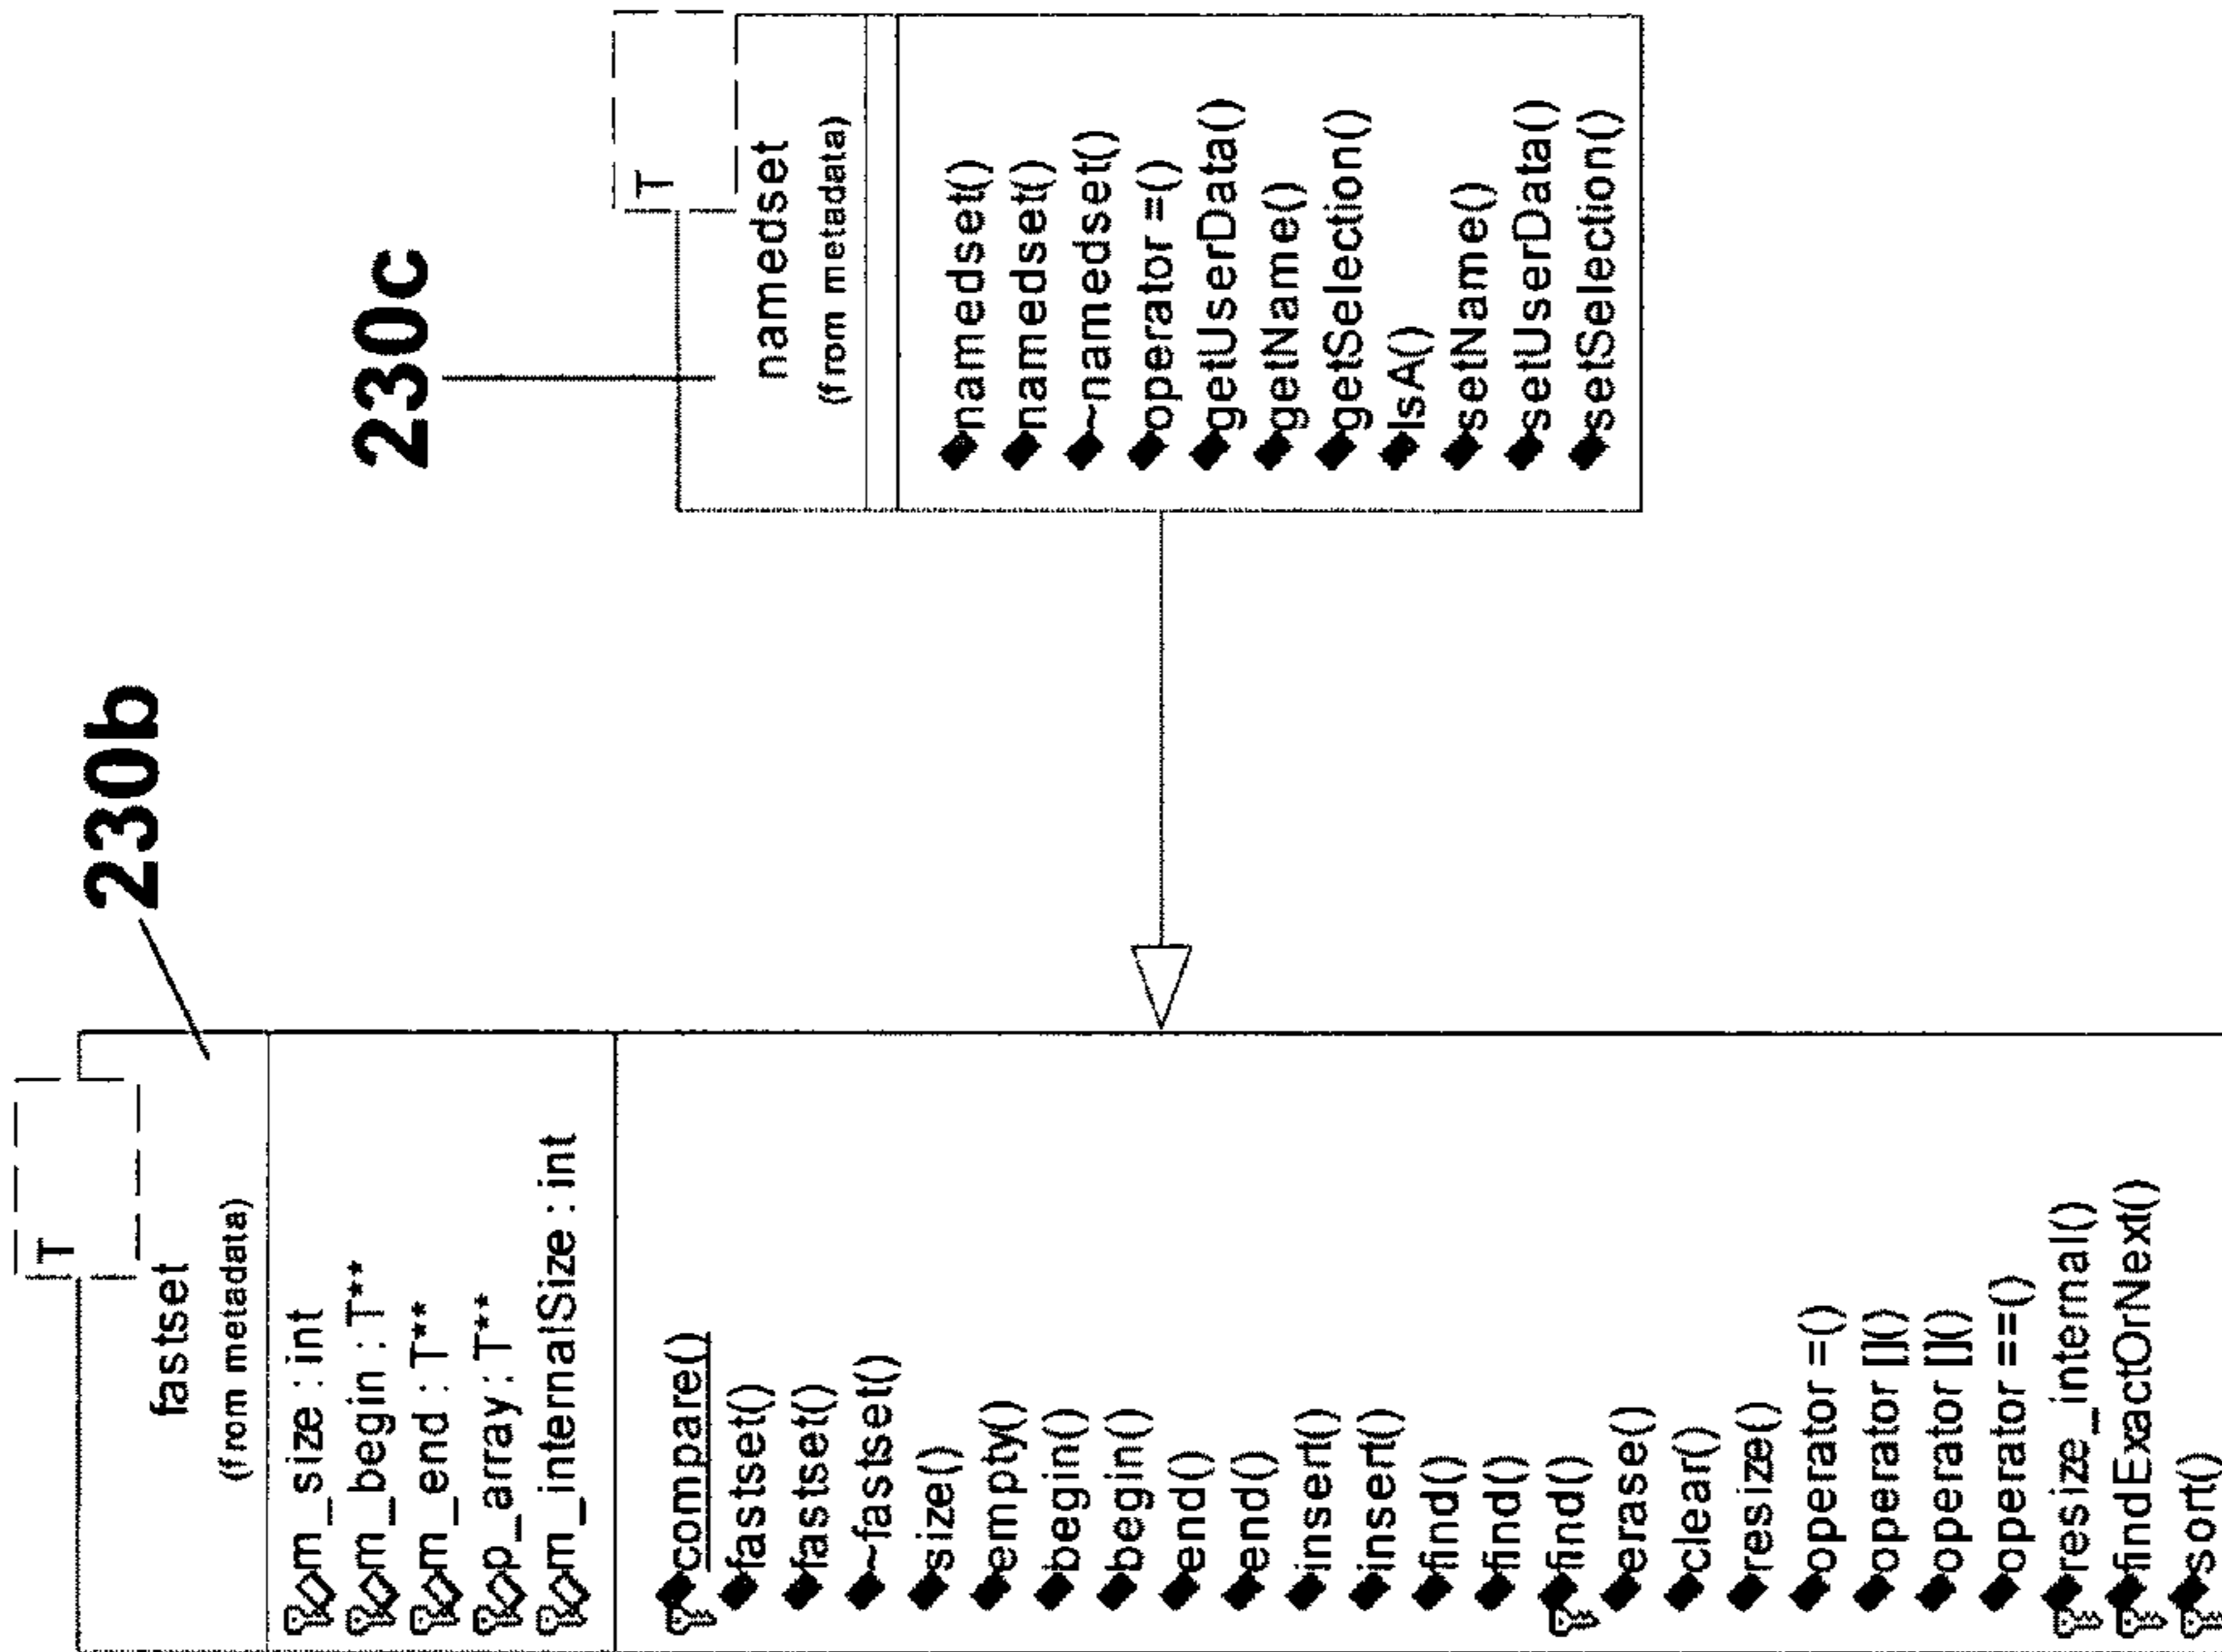 230b
T
fastset
(from metadata)
m_size : int
m_begin : T**
m_end : T**
p_array : T**
m_internalSize : int
compare()
fastset()
fastset()
~fastset()
size()
empty()
begin()
begin()
end()
end()
insert()
insert()
find()
find()
find()
erase()
clear()
resize()
operator =()
operator []()
operator []()
operator ==()
resize_internal()
findExactOrNext()
sort()
230c
T
namedset
(from metadata)
namedset()
namedset()
~namedset()
operator =()
getUserData()
getName()
getSelection()
IsA()
setName()
setUserData()
setSelection()